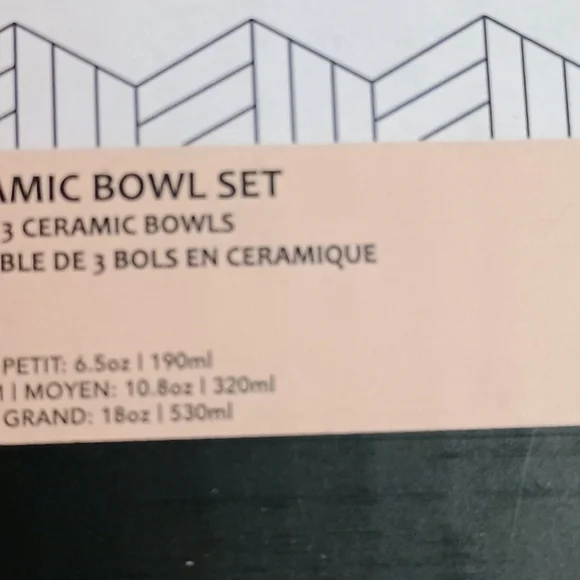 AMIC BOWL SET
3 CERAMIC BOWLS
BLE DE 3 BOLS EN CERAMIQUE
PETIT: 6.5oz | 190ml
| MOYEN: 10.8oz | 320ml
GRAND: 18oz | 530ml